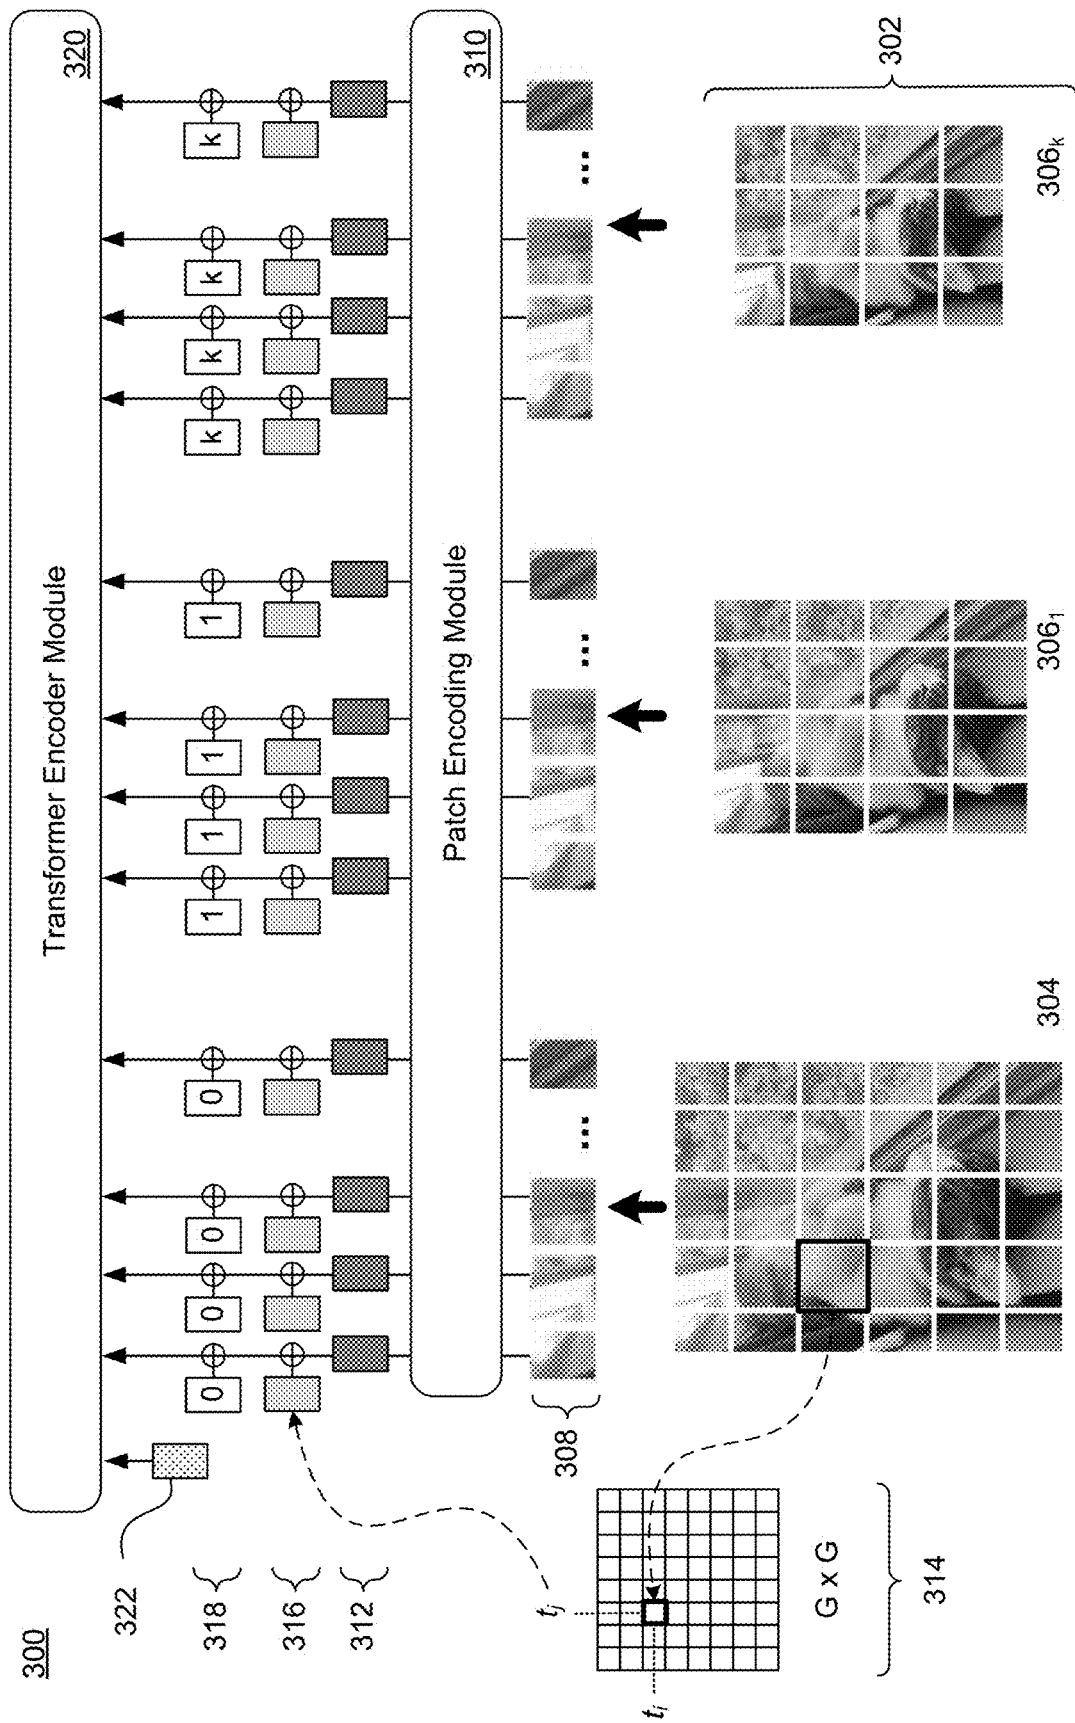 300
322
Transformer Encoder Module
320
318
0 0 0 0 1 1 1 1 k k k k
316
312
Patch Encoding Module
310
308
... ... ...
t_j
t_i
G x G
314
304
306_1
306_k
302